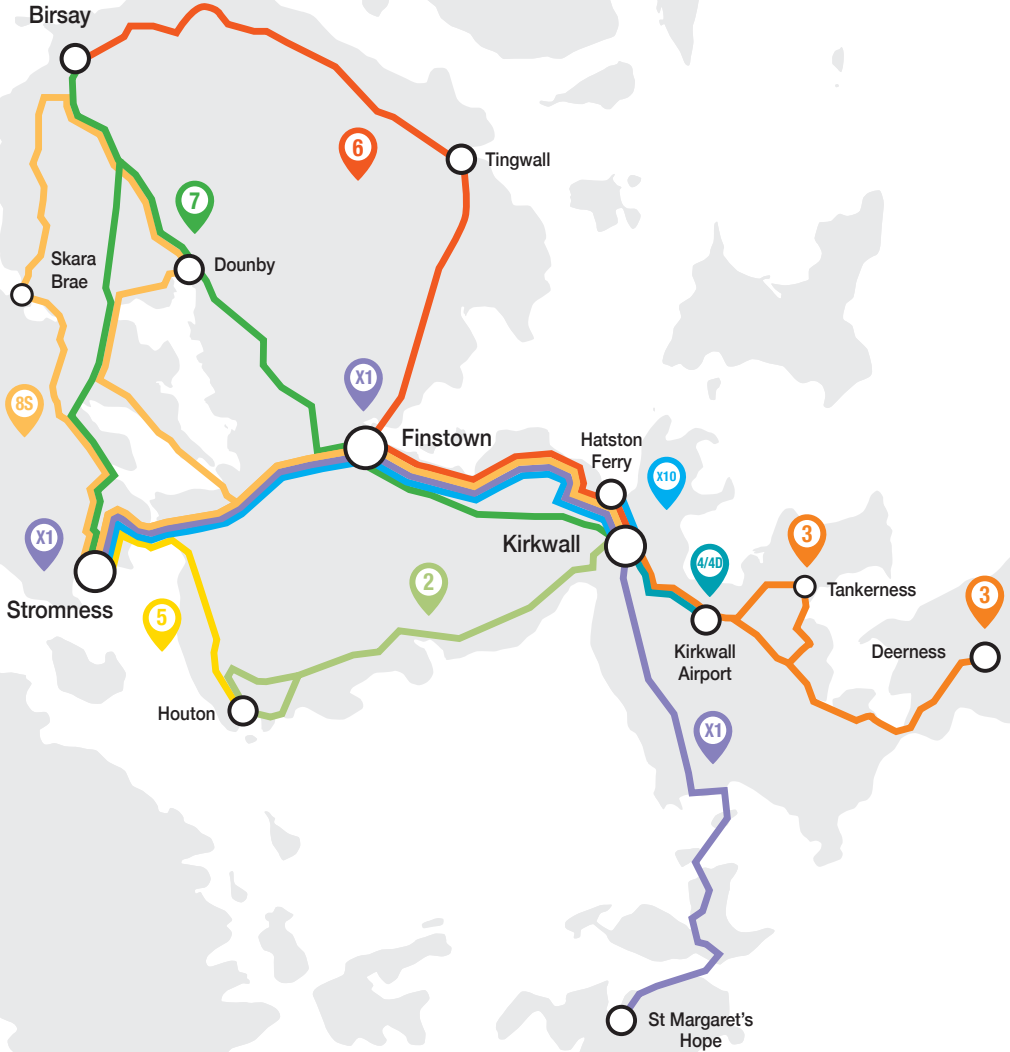 Birsay
6
Tingwall
7
Skara
Brae
Dounby
X1
8S
Finstown
Hatston
Ferry
X10
X1
Kirkwall
3
4/4D
2
Tankerness
3
Stromness
5
Kirkwall
Airport
Deerness
Houton
X1
St Margaret's
Hope